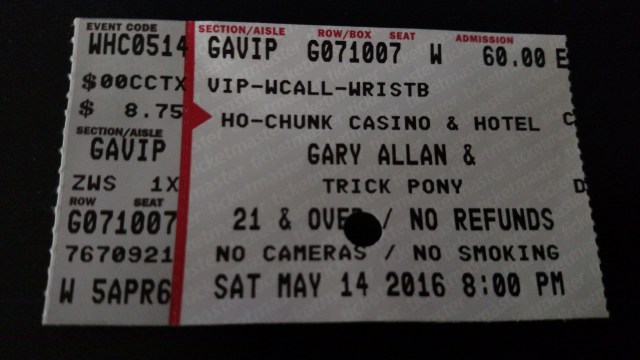 EVENT CODE SECTION/AISLE ROW/BOX SEAT ADMISSION
WHC0514 GAVIP G071007 W 60.00 E
$00CCTX VIP-WCALL-WRISTB
$ 8.75 HO-CHUNK CASINO & HOTEL C
SECTION/AISLE
GAVIP GARY ALLAN &
ZWS 1X TRICK PONY D
ROW SEAT
G071007 21 & OVER / NO REFUNDS
7670921 NO CAMERAS / NO SMOKING
W 5APR6 SAT MAY 14 2016 8:00 PM